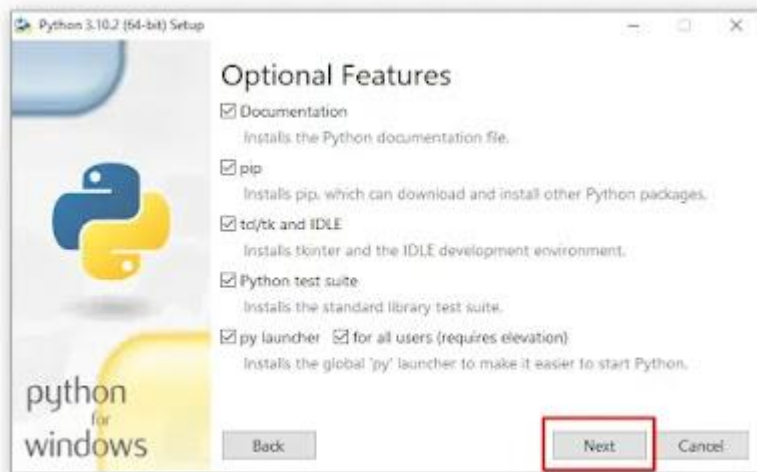 Python 3.10.2 (64-bit) Setup
Optional Features
Documentation
Installs the Python documentation file.
pip
Installs pip, which can download and install other Python packages.
tcl/tk and IDLE
Installs tkinter and the IDLE development environment.
Python test suite
Installs the standard library test suite.
py launcher for all users (requires elevation)
Installs the global 'py' launcher to make it easier to start Python.
python
for
windows
Back Next Cancel